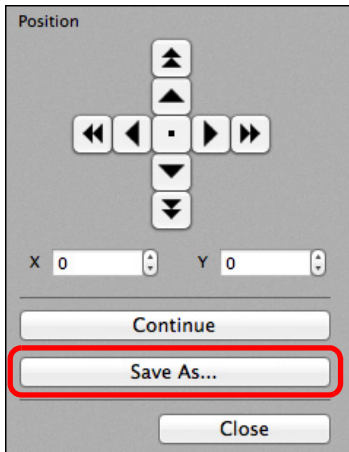 Position
X 0 Y 0
Continue
Save As...
Close